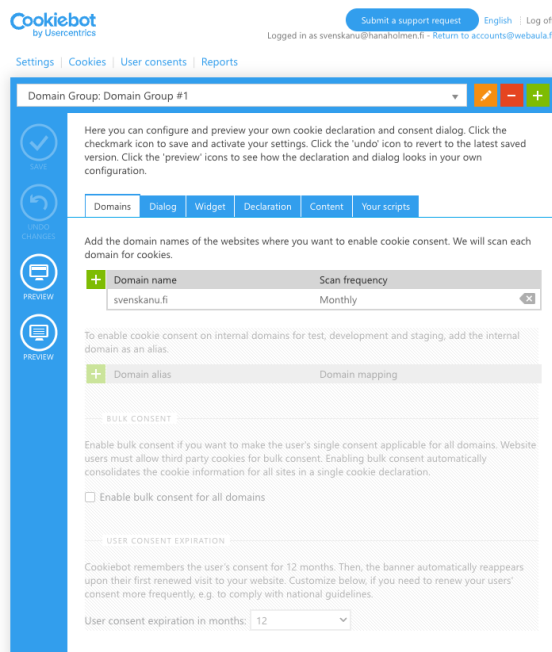 Cookiebot
by Usercentrics
Submit a support request English | Log of
Logged in as svenskanu@hanaholmen.fi - Return to accounts@webaula.f
Settings | Cookies | User consents | Reports
Domain Group: Domain Group #1
SAVE
UNDO
CHANGES
PREVIEW
PREVIEW
Here you can configure and preview your own cookie declaration and consent dialog. Click the
checkmark icon to save and activate your settings. Click the 'undo' icon to revert to the latest saved
version. Click the 'preview' icons to see how the declaration and dialog looks in your own
configuration.
Domains Dialog Widget Declaration Content Your scripts
Add the domain names of the websites where you want to enable cookie consent. We will scan each
domain for cookies.
Domain name Scan frequency
svenskanu.fi Monthly
To enable cookie consent on internal domains for test, development and staging, add the internal
domain as an alias.
Domain alias Domain mapping
BULK CONSENT
Enable bulk consent if you want to make the user's single consent applicable for all domains. Website
users must allow third party cookies for bulk consent. Enabling bulk consent automatically
consolidates the cookie information for all sites in a single cookie declaration.
Enable bulk consent for all domains
USER CONSENT EXPIRATION
Cookiebot remembers the user's consent for 12 months. Then, the banner automatically reappears
upon their first renewed visit to your website. Customize below, if you need to renew your users'
consent more frequently, e.g. to comply with national guidelines.
User consent expiration in months: 12